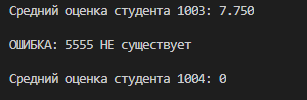 Средний оценка студента 1003: 7.750
ОШИБКА: 5555 НЕ существует
Средний оценка студента 1004: 0